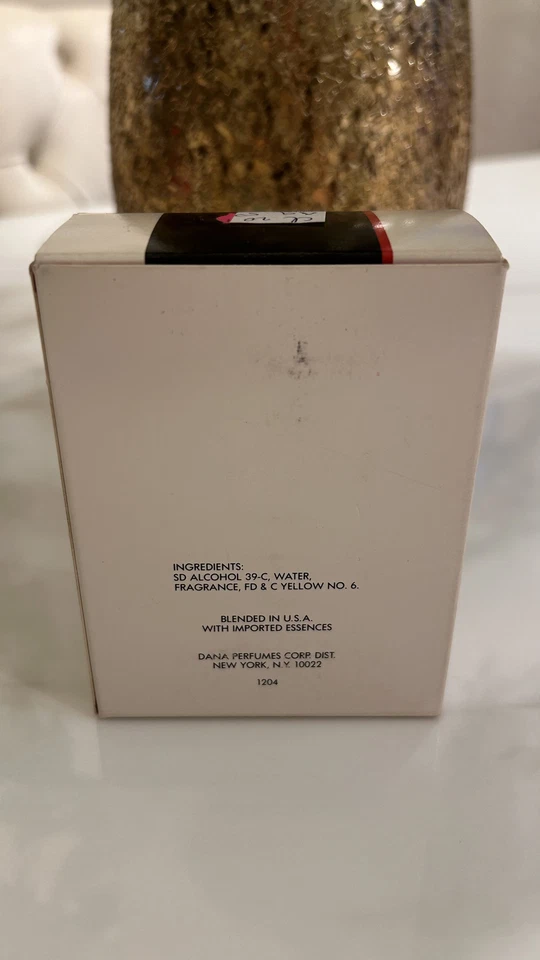 INGREDIENTS:
SD ALCOHOL 39-C, WATER,
FRAGRANCE, FD & C YELLOW NO. 6.
BLENDED IN U.S.A.
WITH IMPORTED ESSENCES
DANA PERFUMES CORP. DIST.
NEW YORK, N.Y. 10022
1204